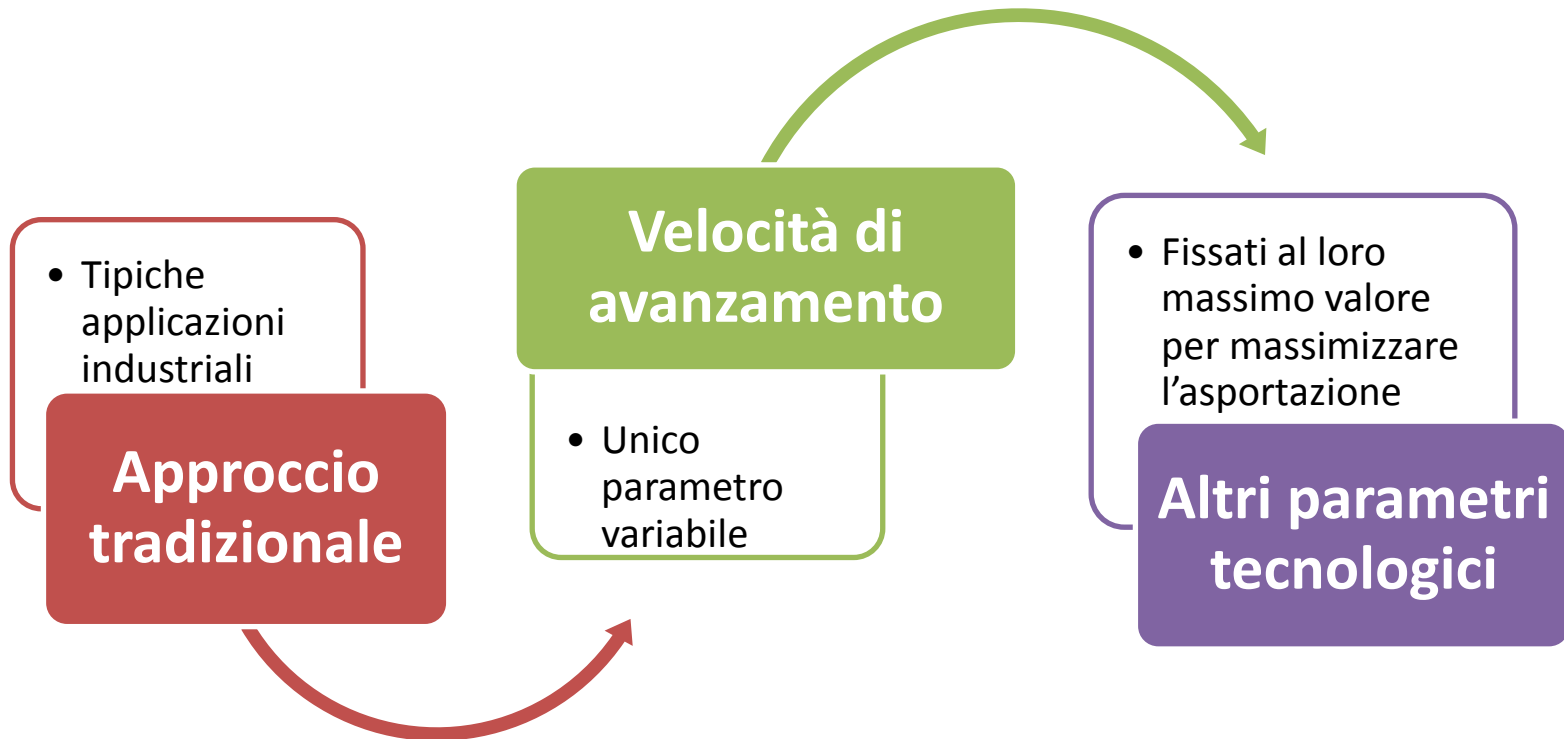 • Tipiche
applicazioni
industriali
Approccio
tradizionale
Velocità di
avanzamento
• Unico
parametro
variabile
• Fissati al loro
massimo valore
per massimizzare
l’asportazione
Altri parametri
tecnologici